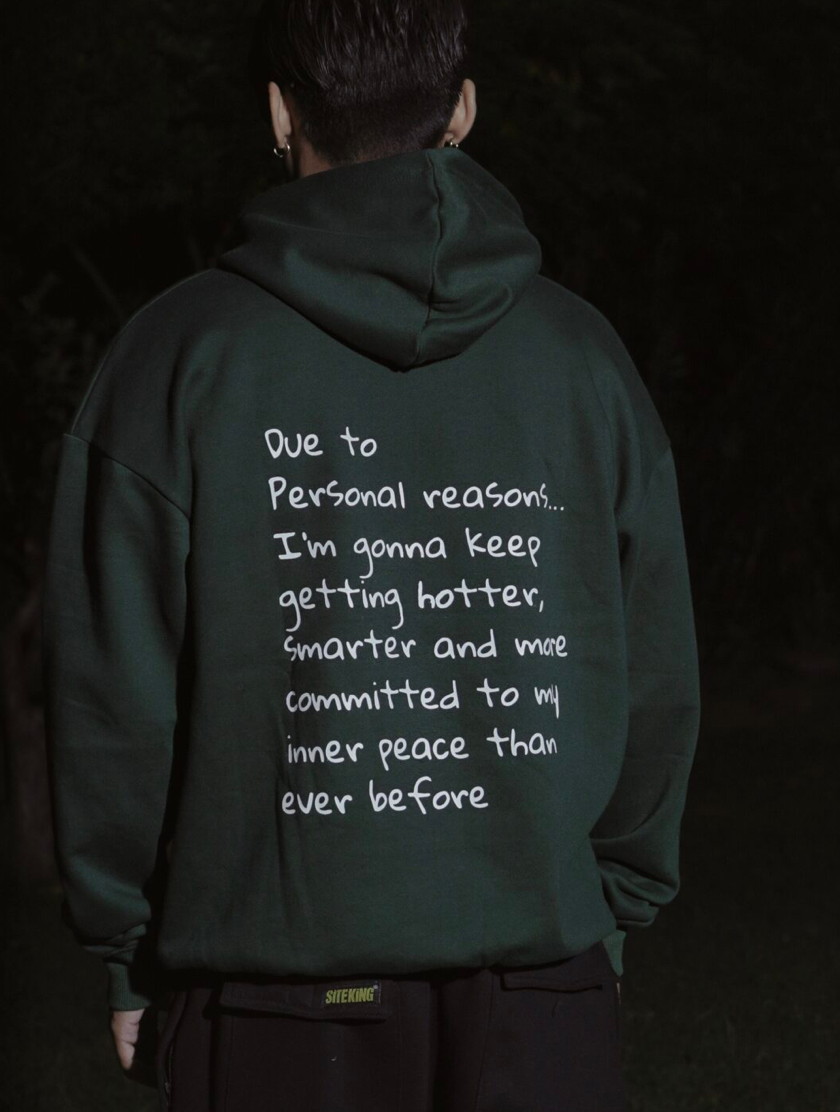 Due to
Personal reasons...
I'm gonna keep
getting hotter,
smarter and more
committed to my
inner peace than
ever before
SITEKING